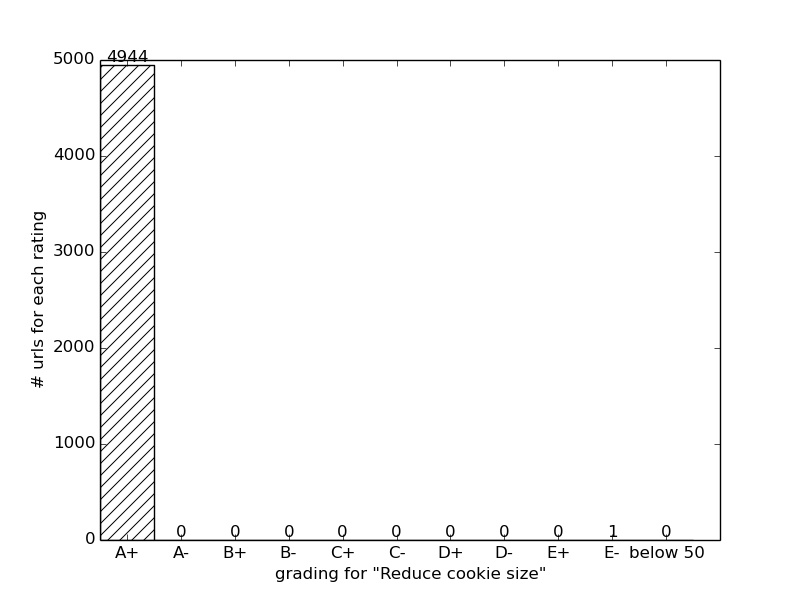 4944
5000
4000
3000
2000
1000
0
# urls for each rating
0 0 0 0 0 0 0 0 1 0
A+ A- B+ B- C+ C- D+ D- E+ E- below 50
grading for "Reduce cookie size"